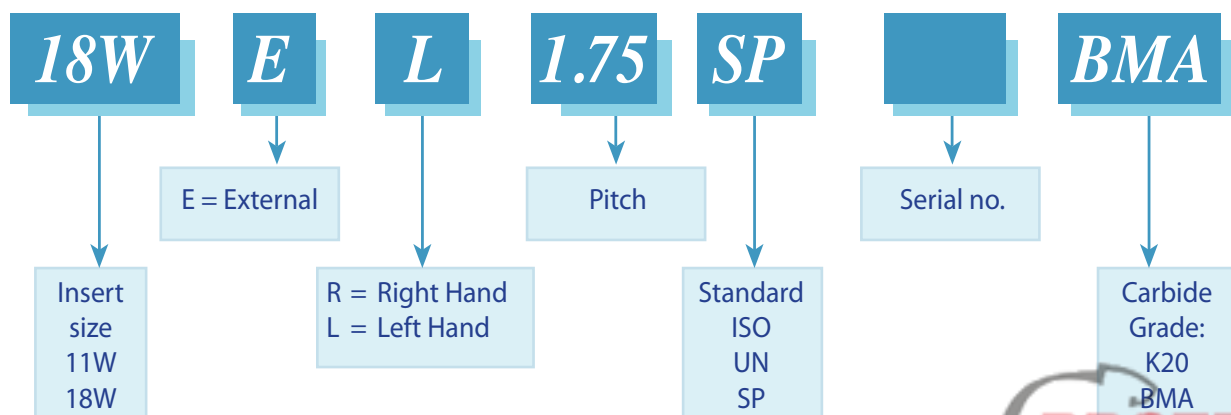 18W E L 1.75 SP BMA
E = External
Pitch
Serial no.
Insert
size
11W
18W
R = Right Hand
L = Left Hand
Standard
ISO
UN
SP
Carbide
Grade:
K20
BMA